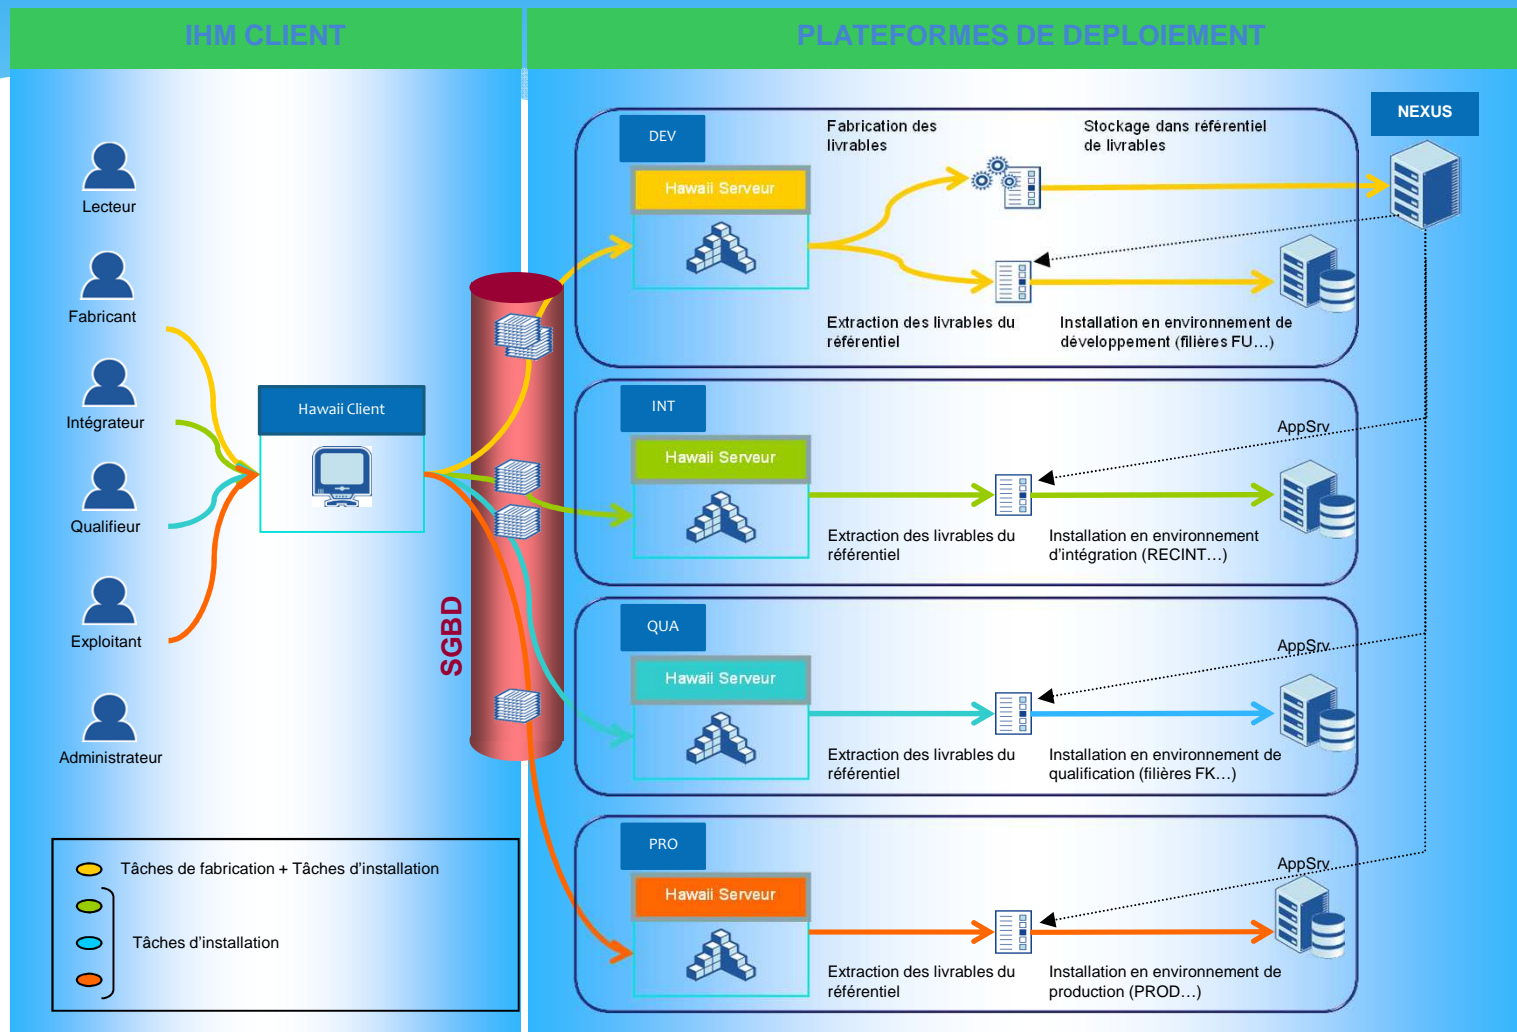 IHM CLIENT
PLATEFORMES DE DEPLOIEMENT
Lecteur
Fabricant
Intégrateur
Qualifieur
Exploitant
Administrateur
Hawaii Client
SGBD
NEXUS
DEV
Hawaii Serveur
Fabrication des
livrables
Stockage dans référentiel
de livrables
Extraction des livrables du
référentiel
Installation en environnement de
développement (filières FU…)
INT
Hawaii Serveur
AppSrv
Extraction des livrables du
référentiel
Installation en environnement
d’intégration (RECINT…)
QUA
Hawaii Serveur
AppSrv
Extraction des livrables du
référentiel
Installation en environnement de
qualification (filières FK…)
PRO
Hawaii Serveur
AppSrv
Extraction des livrables du
référentiel
Installation en environnement de
production (PROD…)
Tâches de fabrication + Tâches d’installation
Tâches d’installation